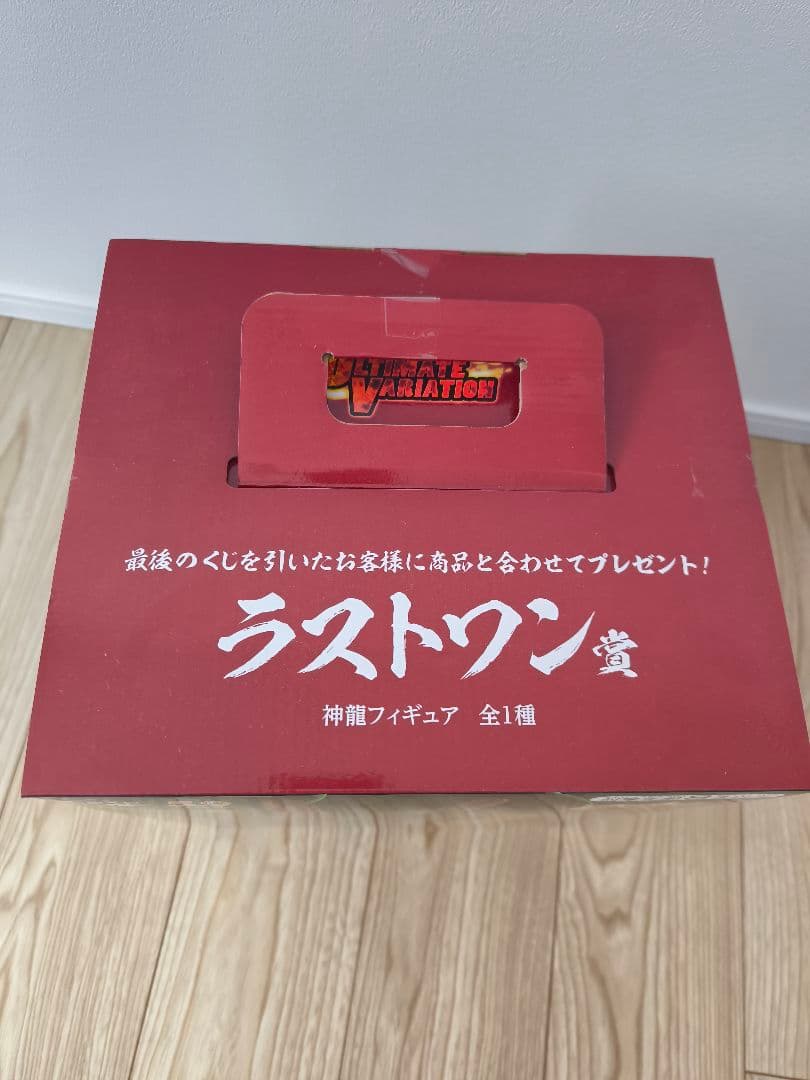 ULTIMATE
VARIATION
最後のくじを引いたお客様に商品と合わせてプレゼント!
ラストワン賞
神龍フィギュア 全1種